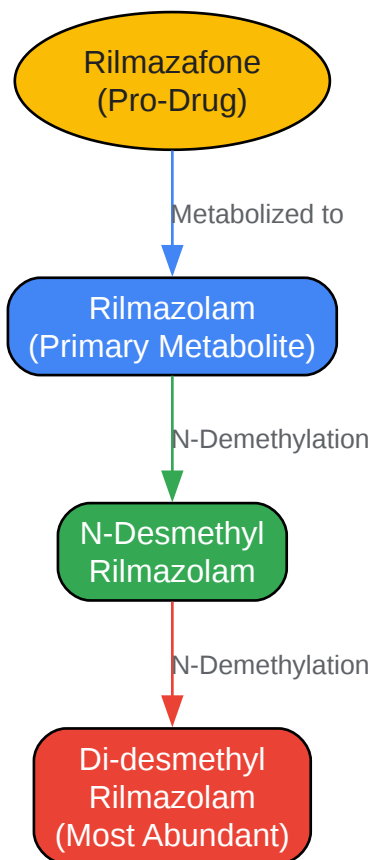 Rilmazafone
(Pro-Drug)
Metabolized to
Rilmazolam
(Primary Metabolite)
N-Demethylation
N-Desmethyl
Rilmazolam
N-Demethylation
Di-desmethyl
Rilmazolam
(Most Abundant)